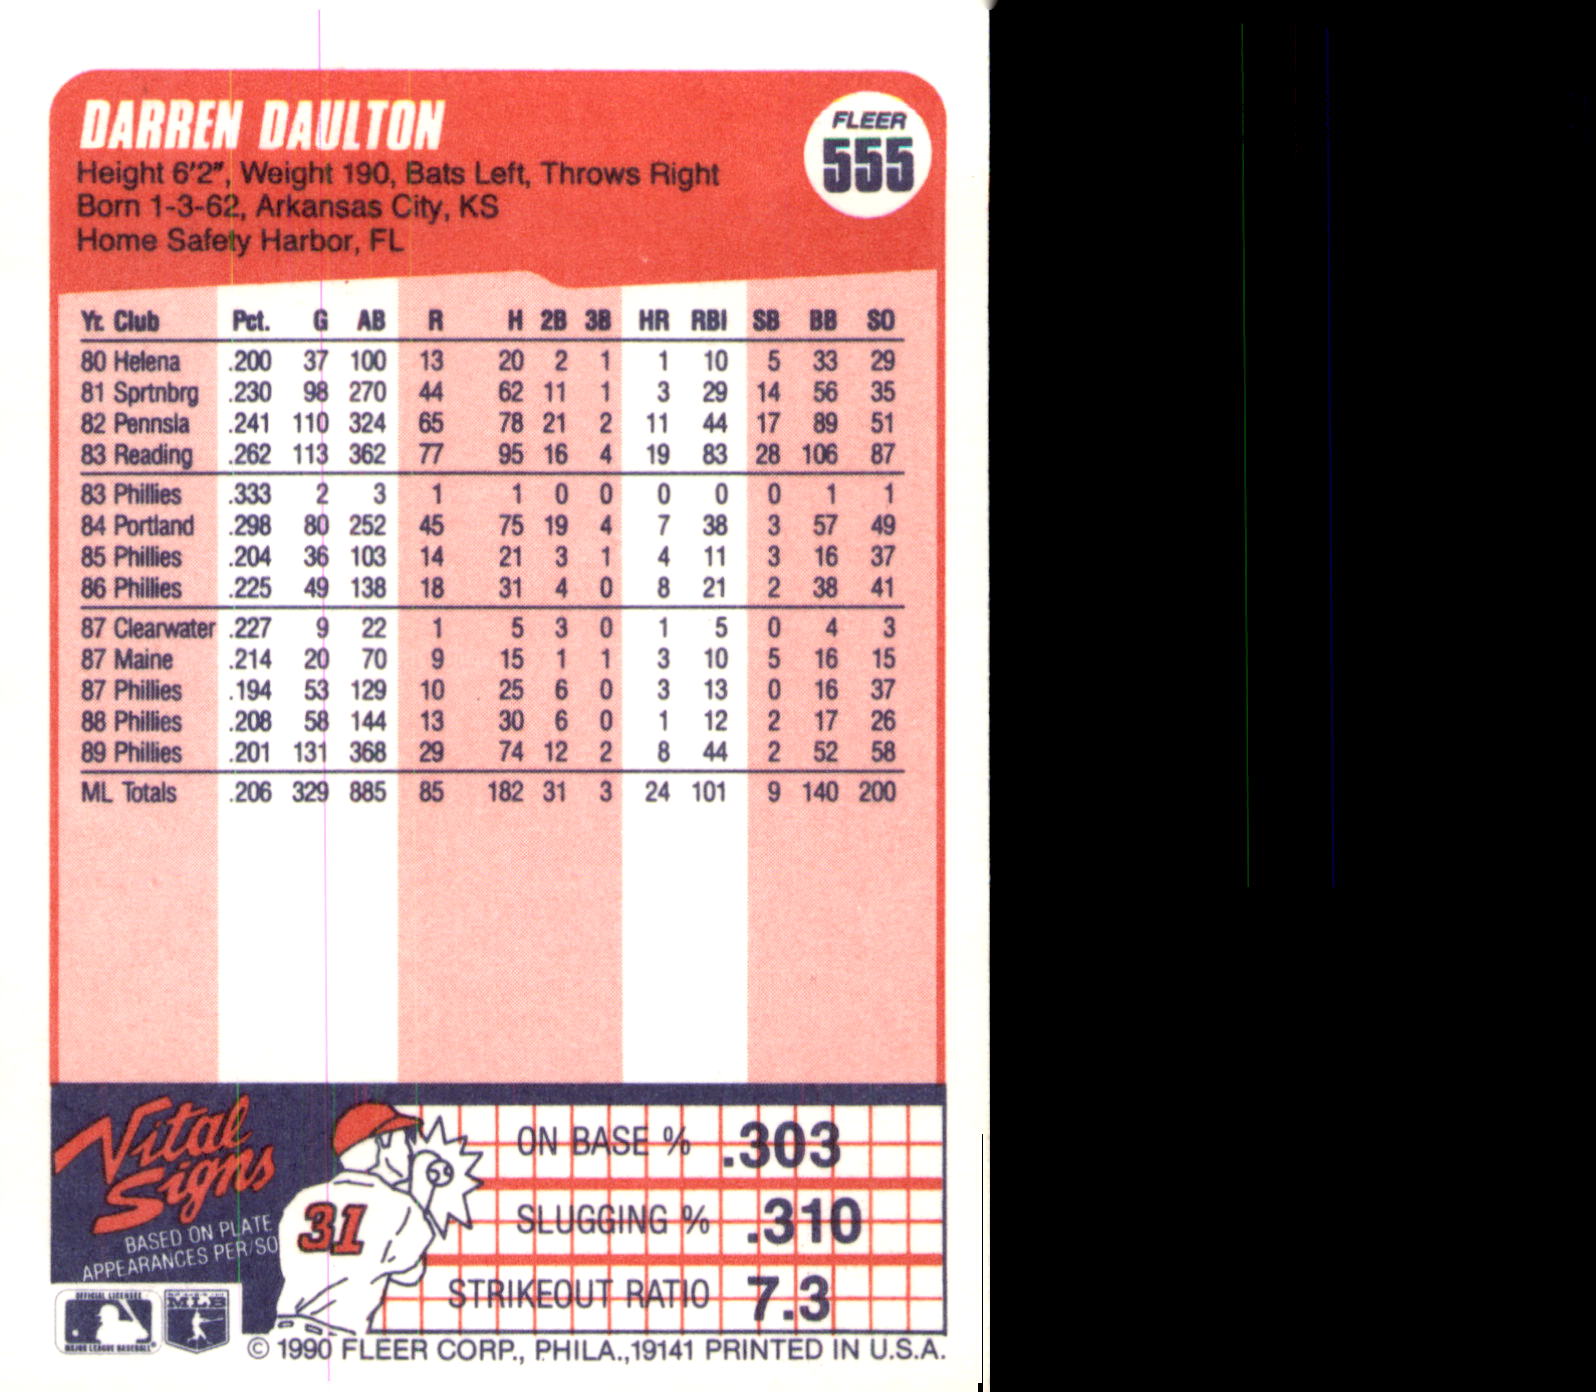 DARREN DAULTON
Height 6'2", Weight 190, Bats Left, Throws Right
Born 1-3-62, Arkansas City, KS
Home Safety Harbor, FL
FLEER
555
Yr. Club Pct. G AB R H 2B 3B HR RBI SB BB SO
80 Helena .200 37 100 13 20 2 1 1 10 5 33 29
81 Sprtnbrg .230 98 270 44 62 11 1 3 29 14 56 35
82 Pennsla .241 110 324 65 78 21 2 11 44 17 89 51
83 Reading .262 113 362 77 95 16 4 19 83 28 106 87
83 Phillies .333 2 3 1 1 0 0 0 0 0 1 1
84 Portland .298 80 252 45 75 19 4 7 38 3 57 49
85 Phillies .204 36 103 14 21 3 1 4 11 3 16 37
86 Phillies .225 49 138 18 31 4 0 8 21 2 38 41
87 Clearwater .227 9 22 1 5 3 0 1 5 0 4 3
87 Maine .214 20 70 9 15 1 1 3 10 5 16 15
87 Phillies .194 53 129 10 25 6 0 3 13 0 16 37
88 Phillies .208 58 144 13 30 6 0 1 12 2 17 26
89 Phillies .201 131 368 29 74 12 2 8 44 2 52 58
ML Totals .206 329 885 85 182 31 3 24 101 9 140 200
Vital
Signs
BASED ON PLATE
APPEARANCES PER/SO
31
ON BASE % .303
SLUGGING % .310
STRIKEOUT RATIO 7.3
OFFICIAL LICENSEE
MAJOR LEAGUE BASEBALL
MLB
© 1990 FLEER CORP., PHILA.,19141 PRINTED IN U.S.A.